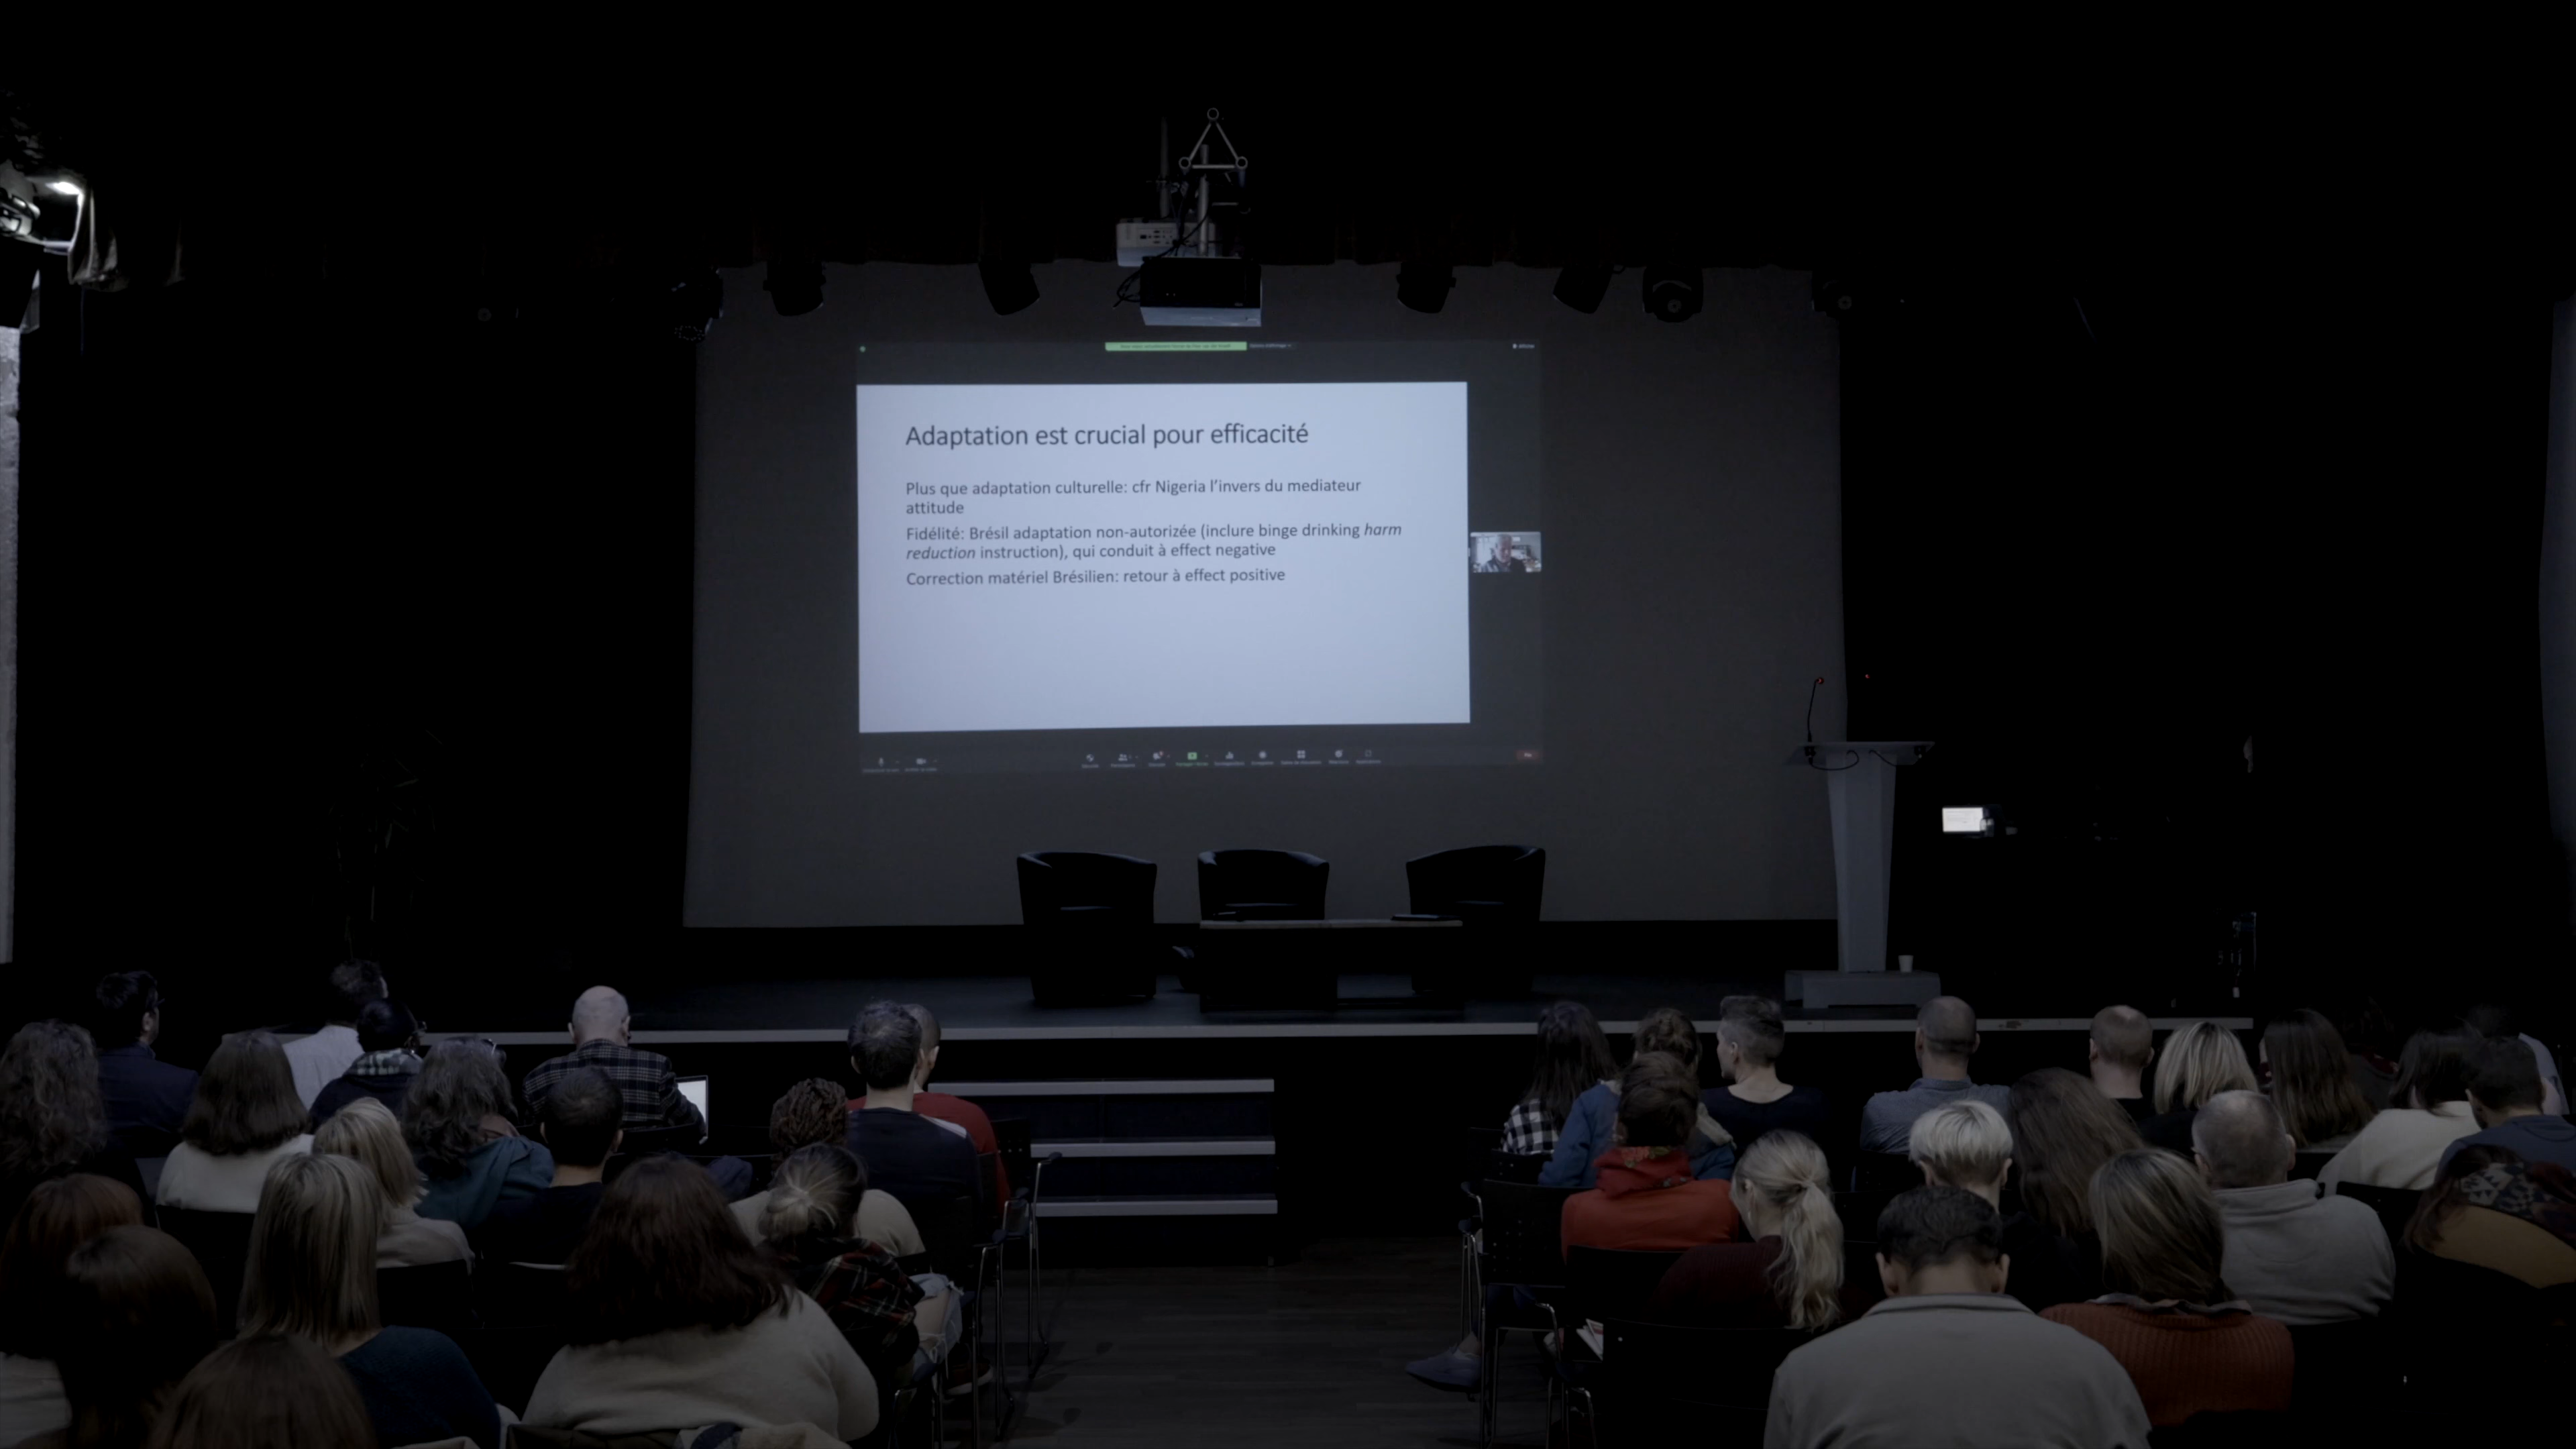 Adaptation est crucial pour efficacité
Plus que adaptation culturelle: cfr Nigeria l'invers du mediateur
attitude
Fidélité: Brésil adaptation non-autorizée (inclure binge drinking harm
reduction instruction), qui conduit à effect negative
Correction matériel Brésilien: retour à effect positive